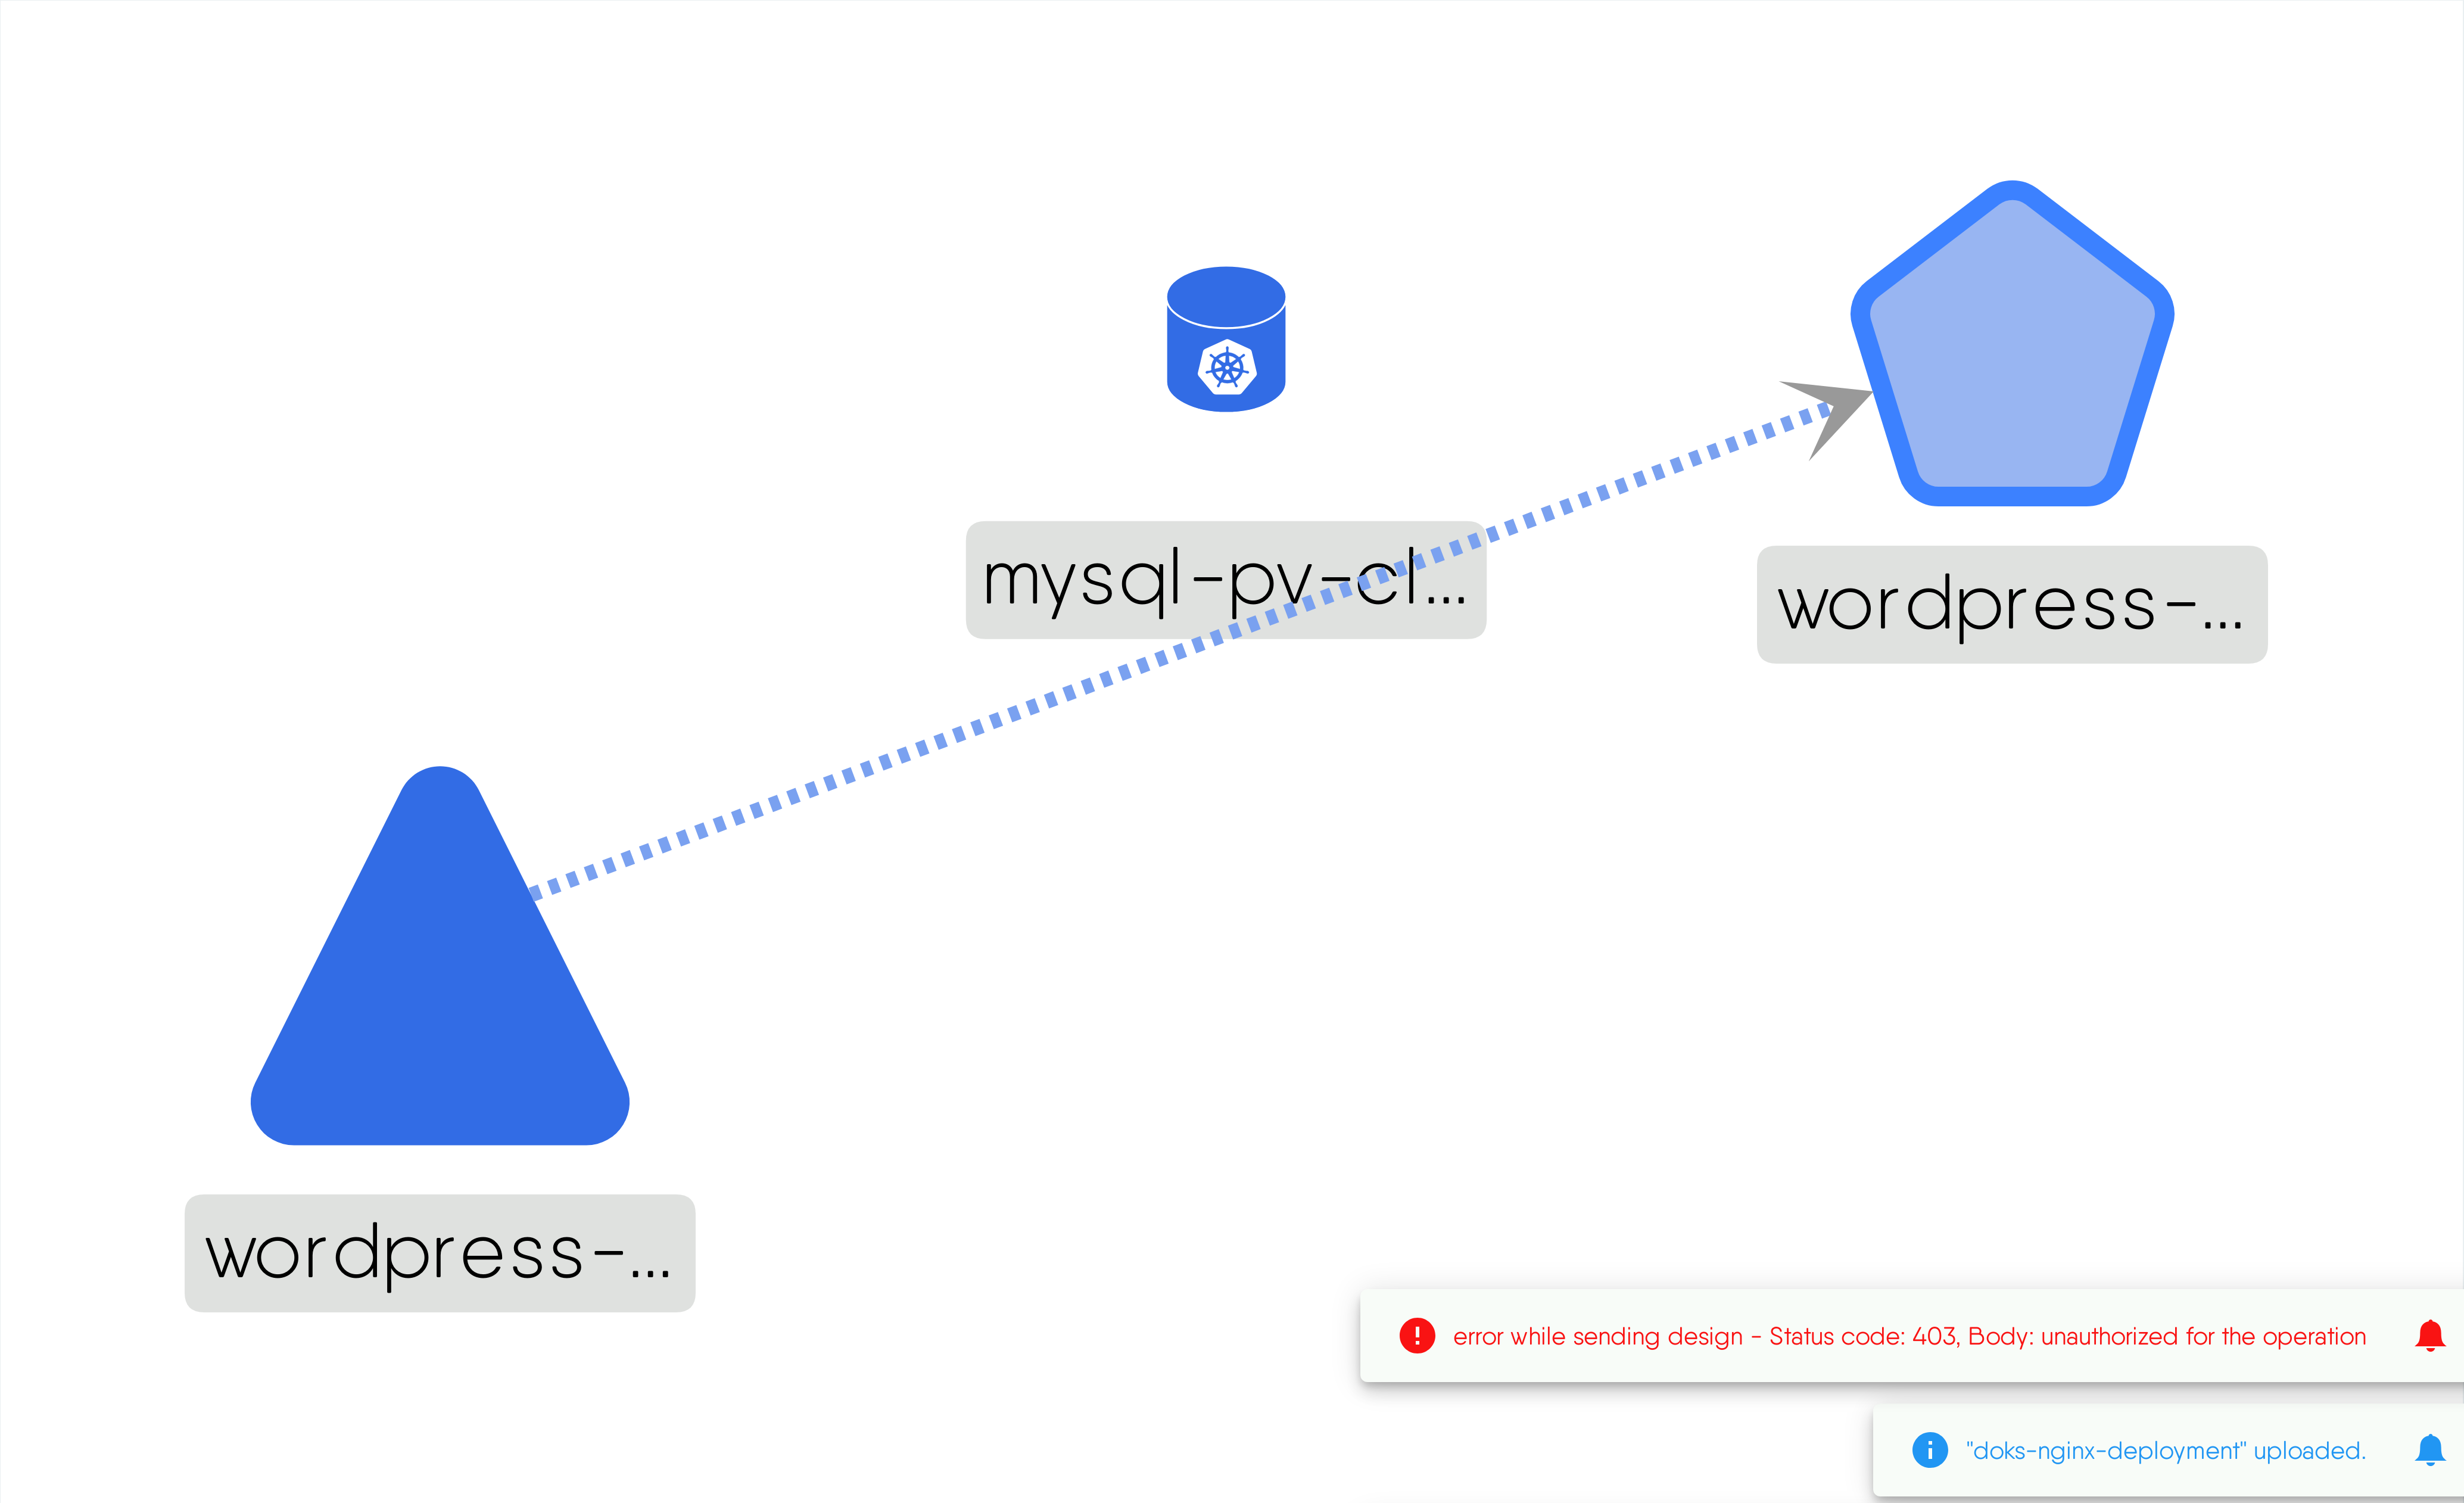 mysql-pv-cl...
wordpress-...
wordpress-...
error while sending design - Status code: 403, Body: unauthorized for the operation
"doks-nginx-deployment" uploaded.